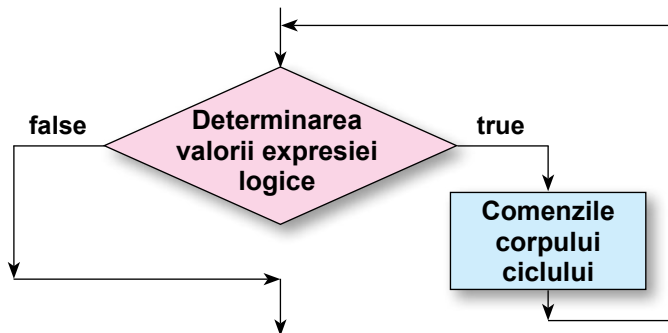 false
Determinarea
valorii expresiei
logice
true
Comenzile
corpului
ciclului